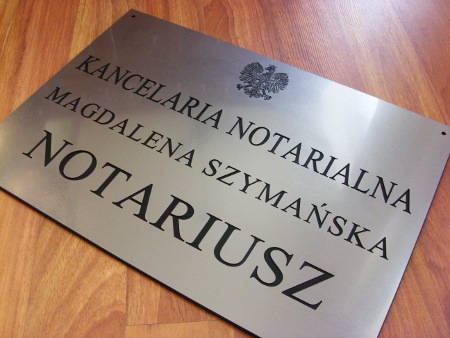 KANCELARIA NOTARIALNA
MAGDALENA SZYMAŃSKA
NOTARIUSZ